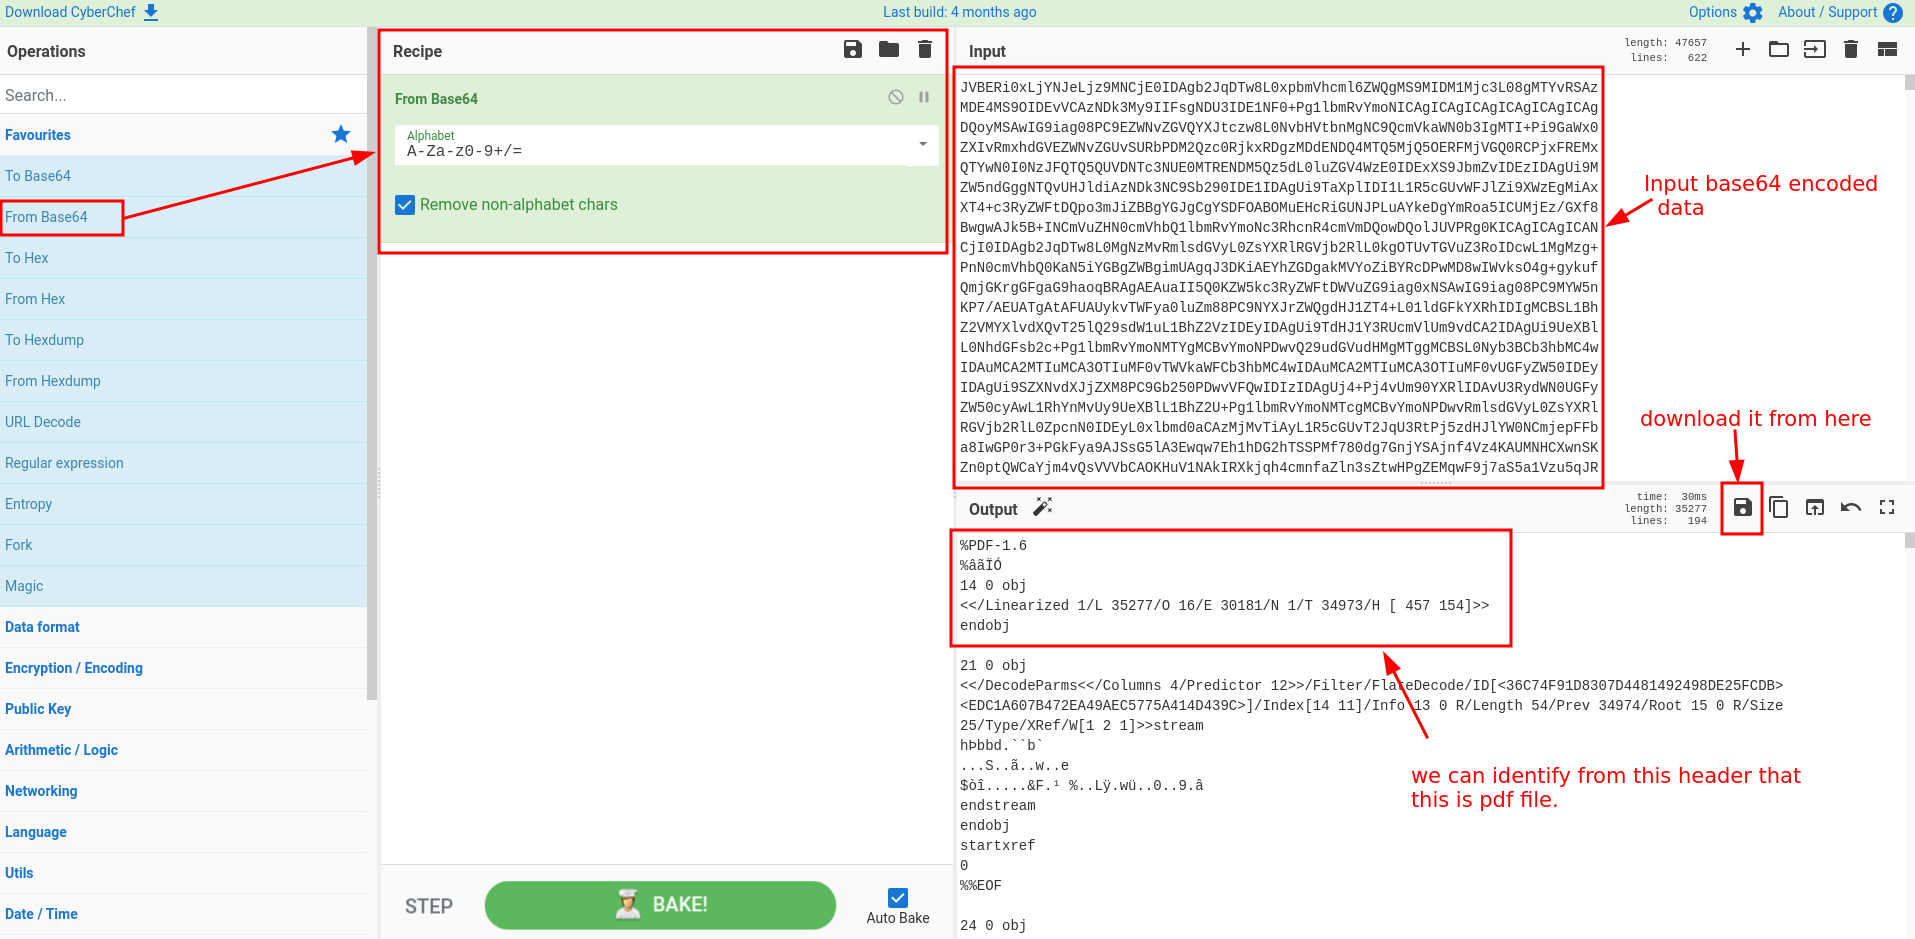 Download CyberChef
Last build: 4 months ago
Options
About / Support
Operations
Search...
Favourites
To Base64
From Base64
To Hex
From Hex
To Hexdump
From Hexdump
URL Decode
Regular expression
Entropy
Fork
Magic
Data format
Encryption / Encoding
Public Key
Arithmetic / Logic
Networking
Language
Utils
Date / Time
Recipe
From Base64
Alphabet
A-Za-z0-9+/=
Remove non-alphabet chars
STEP
BAKE!
Auto Bake
Input
length: 47657
lines: 622
JVBERi0xLjYNJeLjz9MNCjE0IDAgb2JqDTw8L0xpbmVhcml6ZWQgMS9MIDM1Mjc3L08gMTYvRSAz
MDE4MS9OIDEvVCAzNDk3My9IIFsgNDU3IDE1NF0+Pg1lbmRvYmoNICAgICAgICAgICAgICAgICAg
DQoyMSAwIG9iag08PC9EZWNvZGVQYXJtczw8L0NvbHVtbnMgNC9QcmVkaWN0b3IgMTI+Pi9GaWx0
ZXIvRmxhdGVEZWNvZGUvSURbPDM2Qzc0RjkxRDgzMDdENDQ4MTQ5MjQ5OERFMjVGQ0RCPjxFREMx
QTYwN0I0NzJFQTQ5QUVDNTc3NUE0MTRENDM5Qz5dL0luZGV4WzE0IDExXS9JbmZvIDEzIDAgUi9M
ZW5ndGggNTQvUHJldiAzNDk3NC9Sb290IDE1IDAgUi9TaXplIDI1L1R5cGUvWFJlZi9XWzEgMiAx
XT4+c3RyZWFtDQpo3mJiZBBgYGJgCgYSDFOABOMuEHcRiGUNJPLuAYkeDgYmRoa5ICUMjEz/GXf8
BwgwAJk5B+INCmVuZHN0cmVhbQ1lbmRvYmoNc3RhcnR4cmVmDQowDQolJUVPRg0KICAgICAgICAN
CjI0IDAgb2JqDTw8L0MgNzMvRmlsdGVyL0ZsYXRlRGVjb2RlL0kgOTUvTGVuZ3RoIDcwL1MgMzg+
PnN0cmVhbQ0KaN5iYGBgZWBgimUAgqJ3DKiAEYhZGDgakMVYoZiBYRcDPwMD8wIWvksO4g+gykuf
QmjGKrgGFgaG9haoqBRAgAEAuaII5Q0KZW5kc3RyZWFtDWVuZG9iag0xNSAwIG9iag08PC9MYW5n
KP7/AEUATgAtAFUAUykvTWFya0luZm88PC9NYXJrZWQgdHJ1ZT4+L01ldGFkYXRhIDIgMCBSL1Bh
Z2VMYXlvdXQvT25lQ29sdW1uL1BhZ2VzIDEyIDAgUi9TdHJ1Y3RUcmVlUm9vdCA2IDAgUi9UeXBl
L0NhdGFsb2c+Pg1lbmRvYmoNMTYgMCBvYmoNPDwvQ29udGVudHMgMTggMCBSL0Nyb3BCb3hbMC4w
IDAuMCA2MTIuMCA3OTIuMF0vTWVkaWFCb3hbMC4wIDAuMCA2MTIuMCA3OTIuMF0vUGFyZW50IDEy
IDAgUi9SZXNvdXJjZXM8PC9Gb250PDwvVFQwIDIzIDAgUj4+Pj4vUm90YXRlIDAvU3RydWN0UGFy
ZW50cyAwL1RhYnMvUy9UeXBlL1BhZ2U+Pg1lbmRvYmoNMTcgMCBvYmoNPDwvRmlsdGVyL0ZsYXRl
RGVjb2RlL0ZpcnN0IDEyL0xlbmd0aCAzMjMvTiAyL1R5cGUvT2JqU3RtPj5zdHJlYW0NCmjepFFb
a8IwGP0r3+PGkFya9AJSsG5lA3Ewqw7Eh1hDG2hTSSPMf780dg7GnjYSAjnf4Vz4KAUMNHCXwnSK
Zn0ptQWCaYjm4vQsVVVbCAOKHuV1NAkIRXkjqh4cmnfaZln3sZtwHPgZEMqwF9j7aS5a1Vzu5qJR
Input base64 encoded
data
download it from here
Output
time: 30ms
length: 35277
lines: 194
%PDF-1.6
%âãÏÓ
14 0 obj
<</Linearized 1/L 35277/O 16/E 30181/N 1/T 34973/H [ 457 154]>>
endobj
21 0 obj
<</DecodeParms<</Columns 4/Predictor 12>>/Filter/FlateDecode/ID[<36C74F91D8307D4481492498DE25FCDB>
<EDC1A607B472EA49AEC5775A414D439C>]/Index[14 11]/Info 13 0 R/Length 54/Prev 34974/Root 15 0 R/Size
25/Type/XRef/W[1 2 1]>>stream
hÞbbd.``b`
...S..ã..w..e
$òî.....&F.¹ %..Lÿ.wü..0..9.â
endstream
endobj
startxref
0
%%EOF
24 0 obj
we can identify from this header that
this is pdf file.